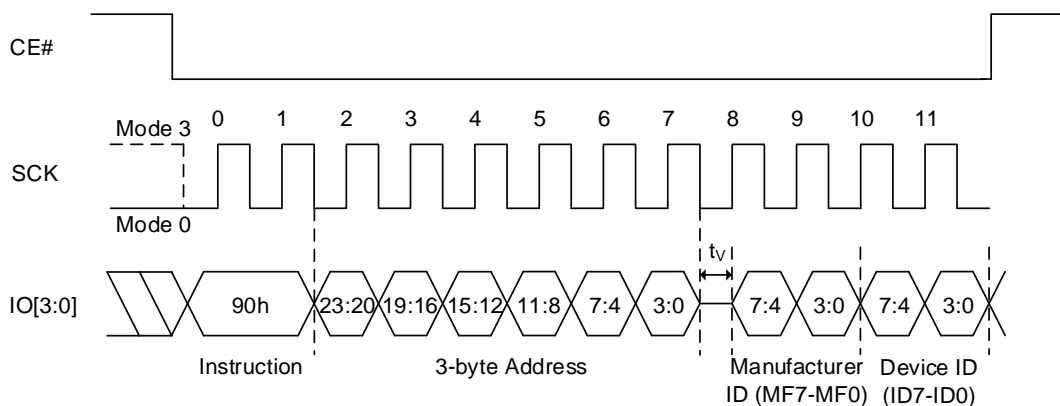 CE#
Mode 3
0 1 2 3 4 5 6 7 8 9 10 11
SCK
Mode 0
tV
IO[3:0]
90h 23:20 19:16 15:12 11:8 7:4 3:0 7:4 3:0 7:4 3:0
Instruction
3-byte Address
Manufacturer
ID (MF7-MF0)
Device ID
(ID7-ID0)